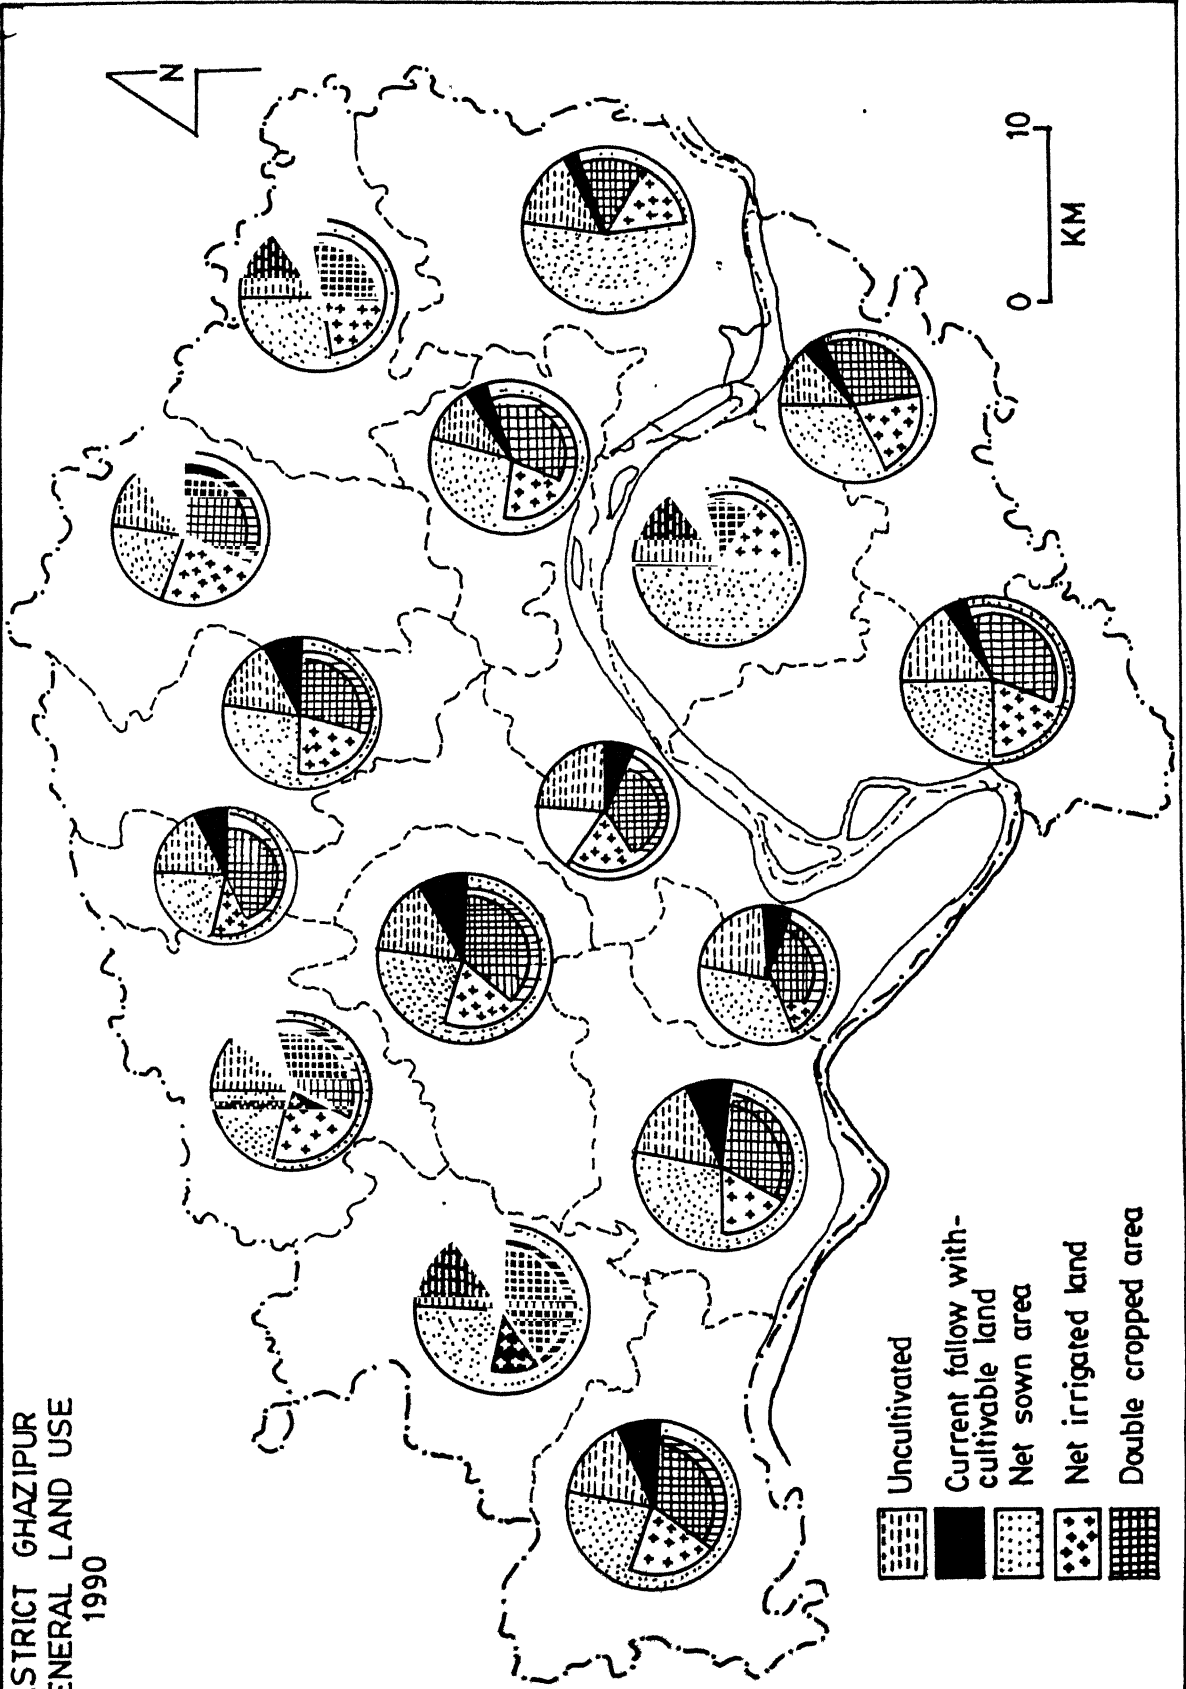 STRICT GHAZIPUR
ENERAL LAND USE
1990
N
0 10
KM
Uncultivated
Current fallow with-
cultivable land
Net sown area
Net irrigated land
Double cropped area